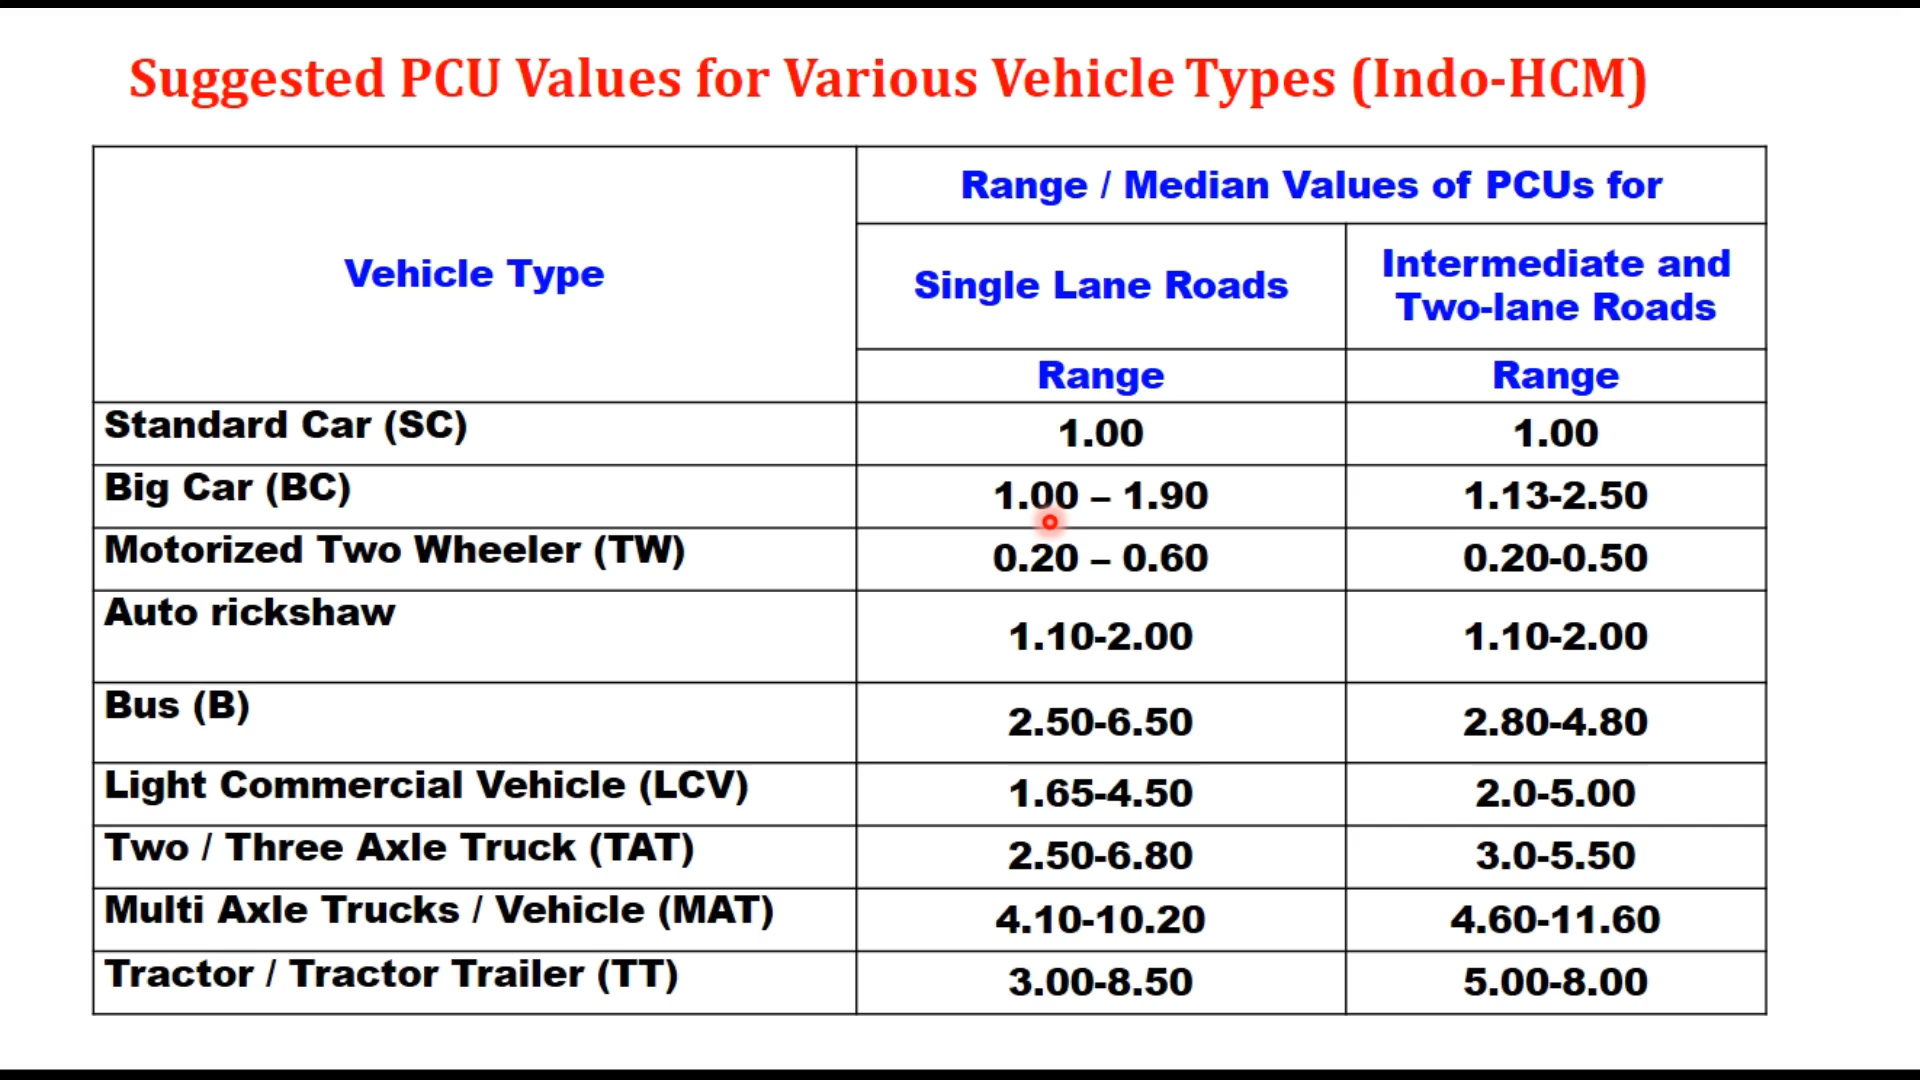 Suggested PCU Values for Various Vehicle Types (Indo-HCM)
Vehicle Type
Range / Median Values of PCUs for
Single Lane Roads
Intermediate and
Two-lane Roads
Range
Range
Standard Car (SC) 1.00 1.00
Big Car (BC) 1.00 – 1.90 1.13-2.50
Motorized Two Wheeler (TW) 0.20 – 0.60 0.20-0.50
Auto rickshaw 1.10-2.00 1.10-2.00
Bus (B) 2.50-6.50 2.80-4.80
Light Commercial Vehicle (LCV) 1.65-4.50 2.0-5.00
Two / Three Axle Truck (TAT) 2.50-6.80 3.0-5.50
Multi Axle Trucks / Vehicle (MAT) 4.10-10.20 4.60-11.60
Tractor / Tractor Trailer (TT) 3.00-8.50 5.00-8.00